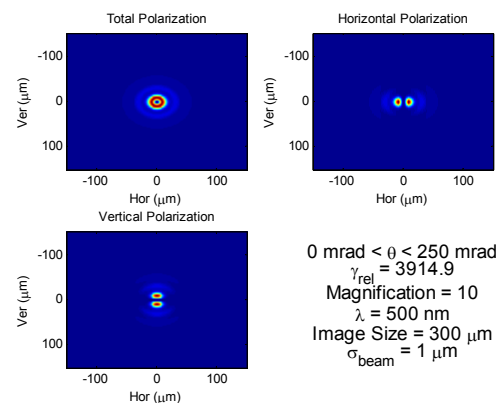 Total Polarization
Ver (μm)
-100
0
100
-100 0 100
Hor (μm)
Horizontal Polarization
Ver (μm)
-100
0
100
-100 0 100
Hor (μm)
Vertical Polarization
Ver (μm)
-100
0
100
-100 0 100
Hor (μm)
0 mrad < θ < 250 mrad
γrel = 3914.9
Magnification = 10
λ = 500 nm
Image Size = 300 μm
σbeam = 1 μm